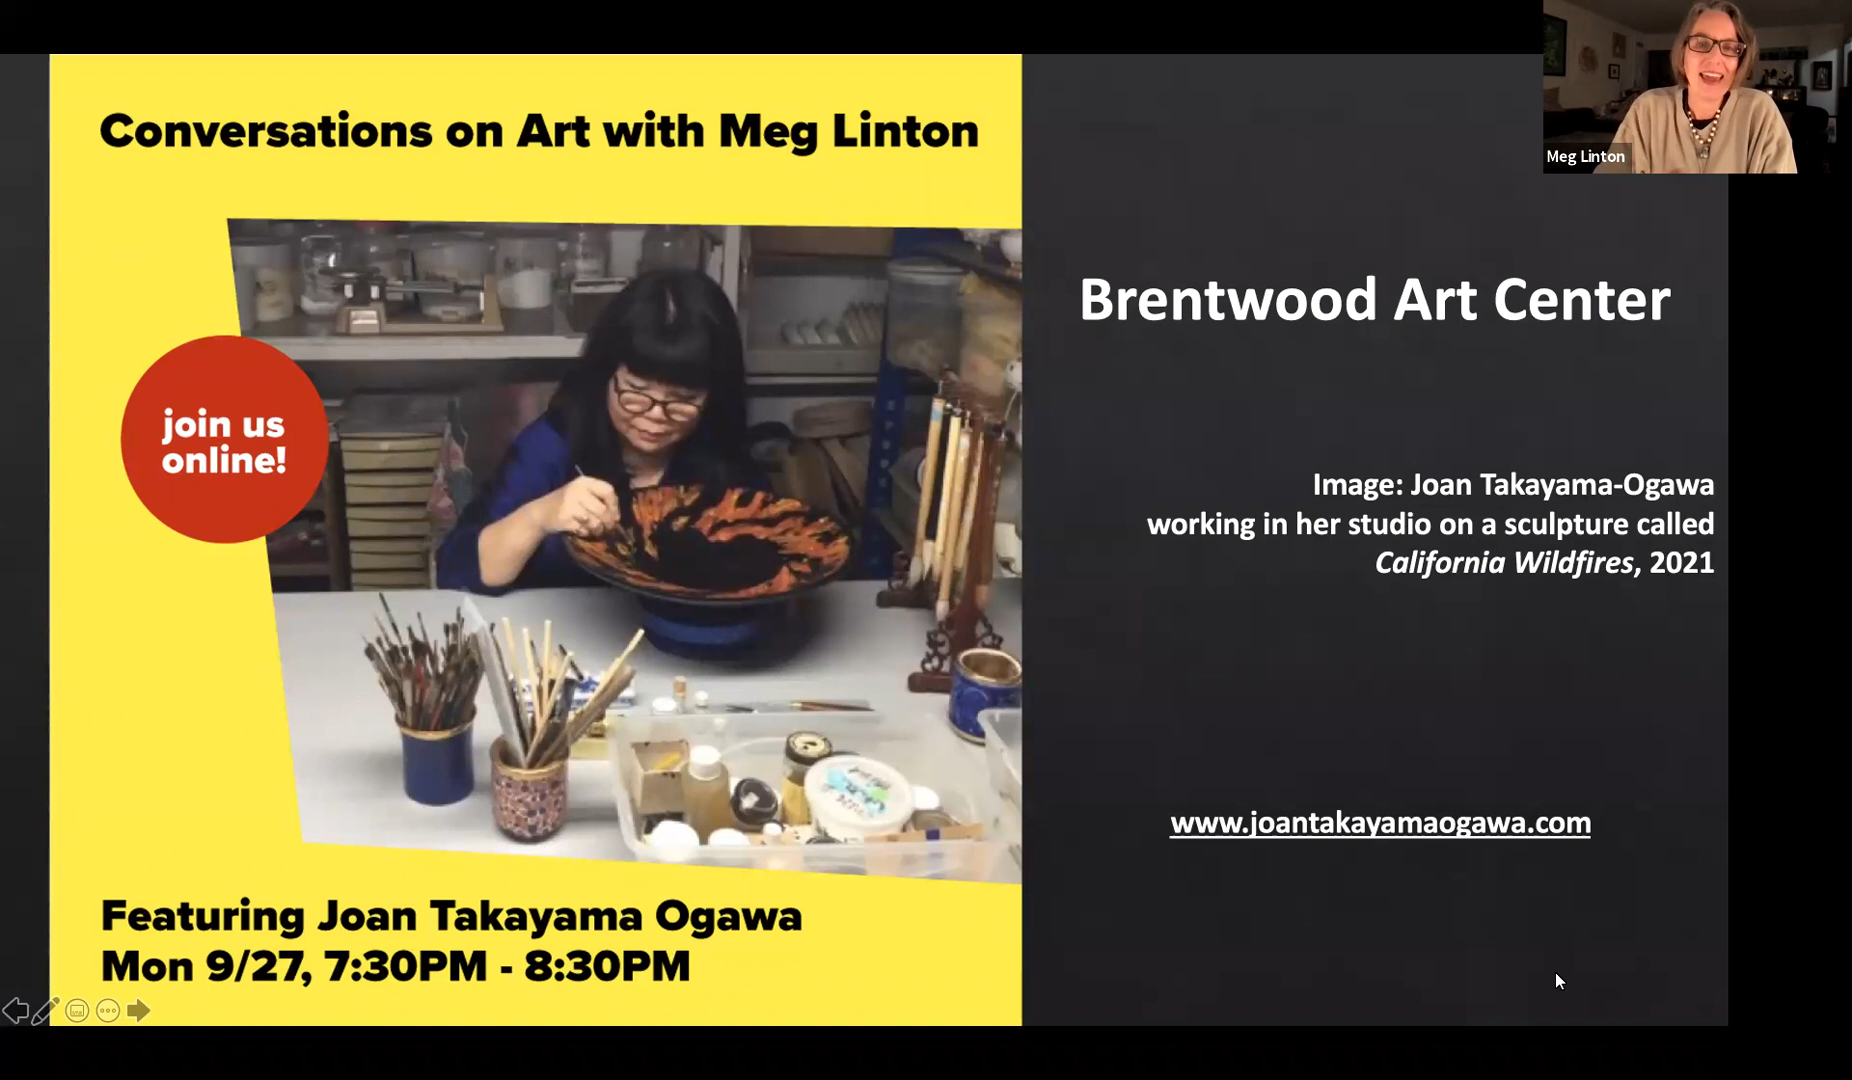 Conversations on Art with Meg Linton
join us
online!
Featuring Joan Takayama Ogawa
Mon 9/27, 7:30PM - 8:30PM
Brentwood Art Center
Image: Joan Takayama-Ogawa
working in her studio on a sculpture called
California Wildfires, 2021
www.joantakayamaogawa.com
Meg Linton